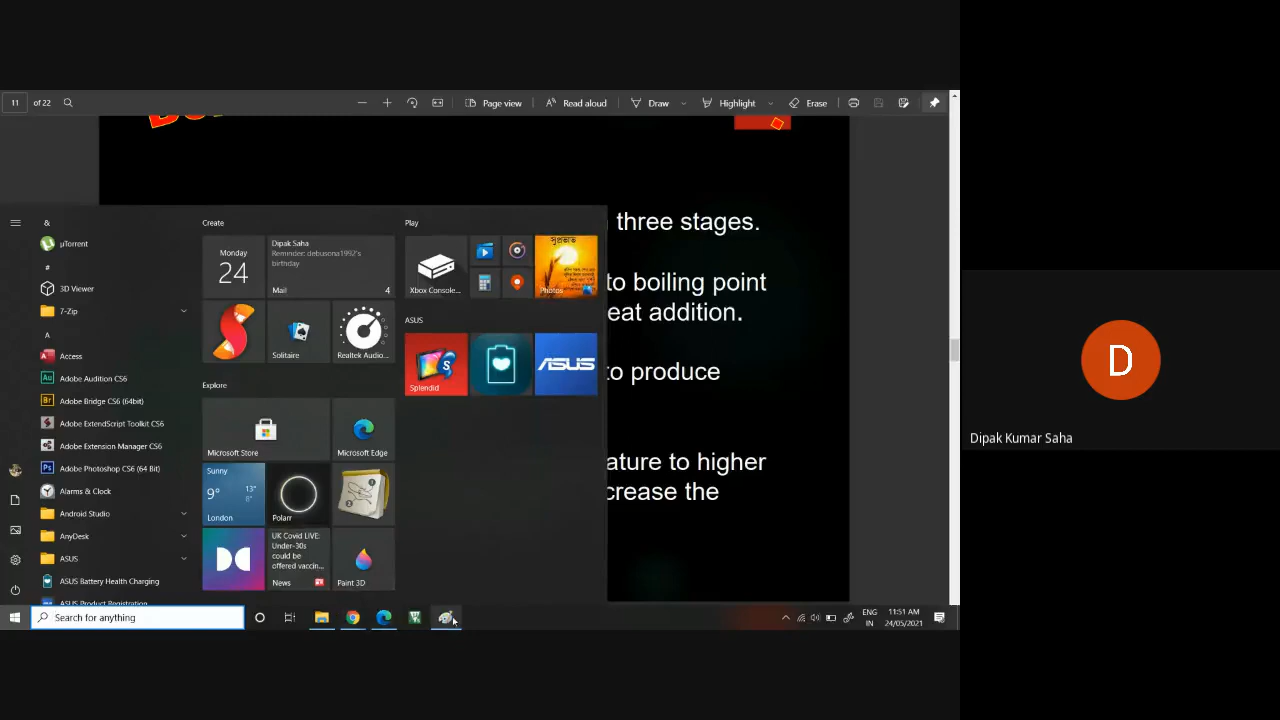 11 of 22
Page view
Read aloud
Draw
Highlight
Erase
three stages.
to boiling point
eat addition.
to produce
ature to higher
crease the
&
µTorrent
#
3D Viewer
7-Zip
A
Access
Adobe Audition CS6
Adobe Bridge CS6 (64bit)
Adobe ExtendScript Toolkit CS6
Adobe Extension Manager CS6
Adobe Photoshop CS6 (64 Bit)
Alarms & Clock
Android Studio
AnyDesk
ASUS
ASUS Battery Health Charging
ASUS Product Registration
Create
Monday
24
Dipak Saha
Reminder: debusona1992's
birthday
Mail 4
Solitaire
Realtek Audio...
Explore
Microsoft Store
Microsoft Edge
Sunny
9° 13°
8°
London
Polarr
UK Covid LIVE:
Under-30s
could be
offered vaccin...
News
Paint 3D
Play
Xbox Console...
সুপ্রভাত
Photos
ASUS
Splendid
ASUS
Search for anything
ENG
IN
11:51 AM
24/05/2021
D
Dipak Kumar Saha